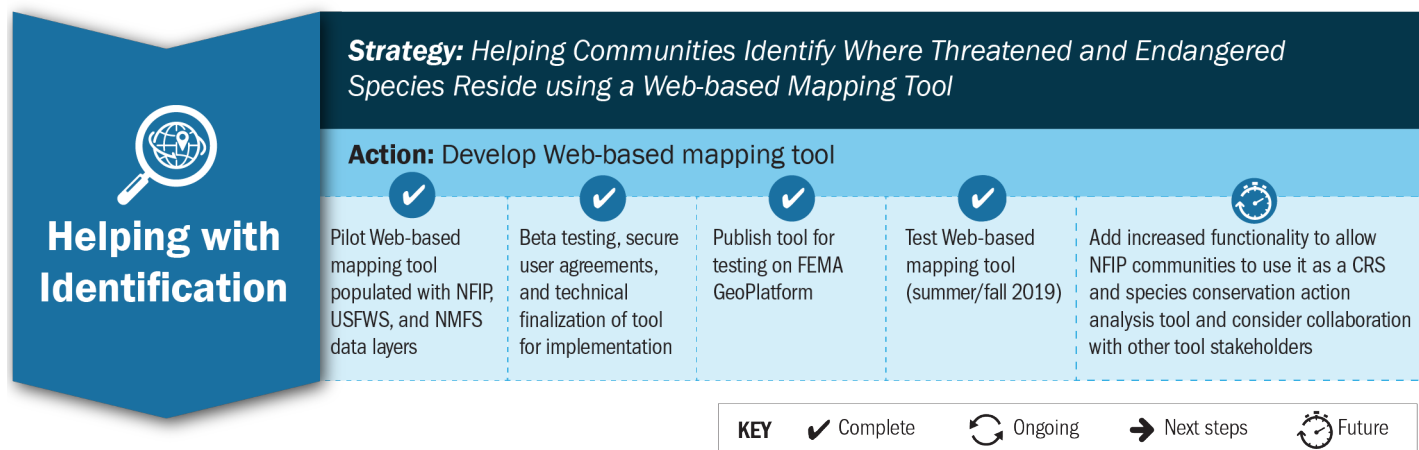 Strategy: Helping Communities Identify Where Threatened and Endangered
Species Reside using a Web-based Mapping Tool
Action: Develop Web-based mapping tool
Helping with
Identification
Pilot Web-based
mapping tool
populated with NFIP,
USFWS, and NMFS
data layers
Beta testing, secure
user agreements,
and technical
finalization of tool
for implementation
Publish tool for
testing on FEMA
GeoPlatform
Test Web-based
mapping tool
(summer/fall 2019)
Add increased functionality to allow
NFIP communities to use it as a CRS
and species conservation action
analysis tool and consider collaboration
with other tool stakeholders
KEY Complete Ongoing Next steps Future